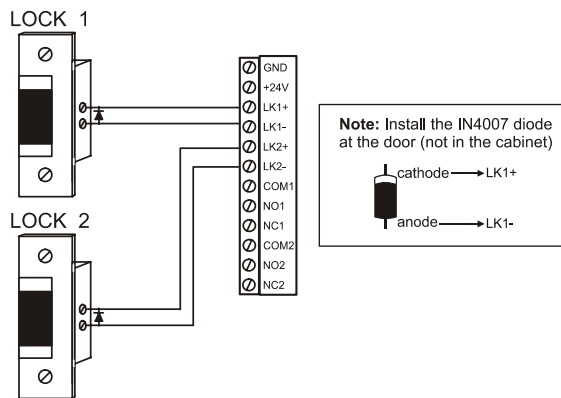 LOCK 1
GND
+24V
LK1+
LK1-
LK2+
LK2-
COM1
NO1
NC1
COM2
NO2
NC2
Note: Install the IN4007 diode
at the door (not in the cabinet)
cathode LK1+
anode LK1-
LOCK 2